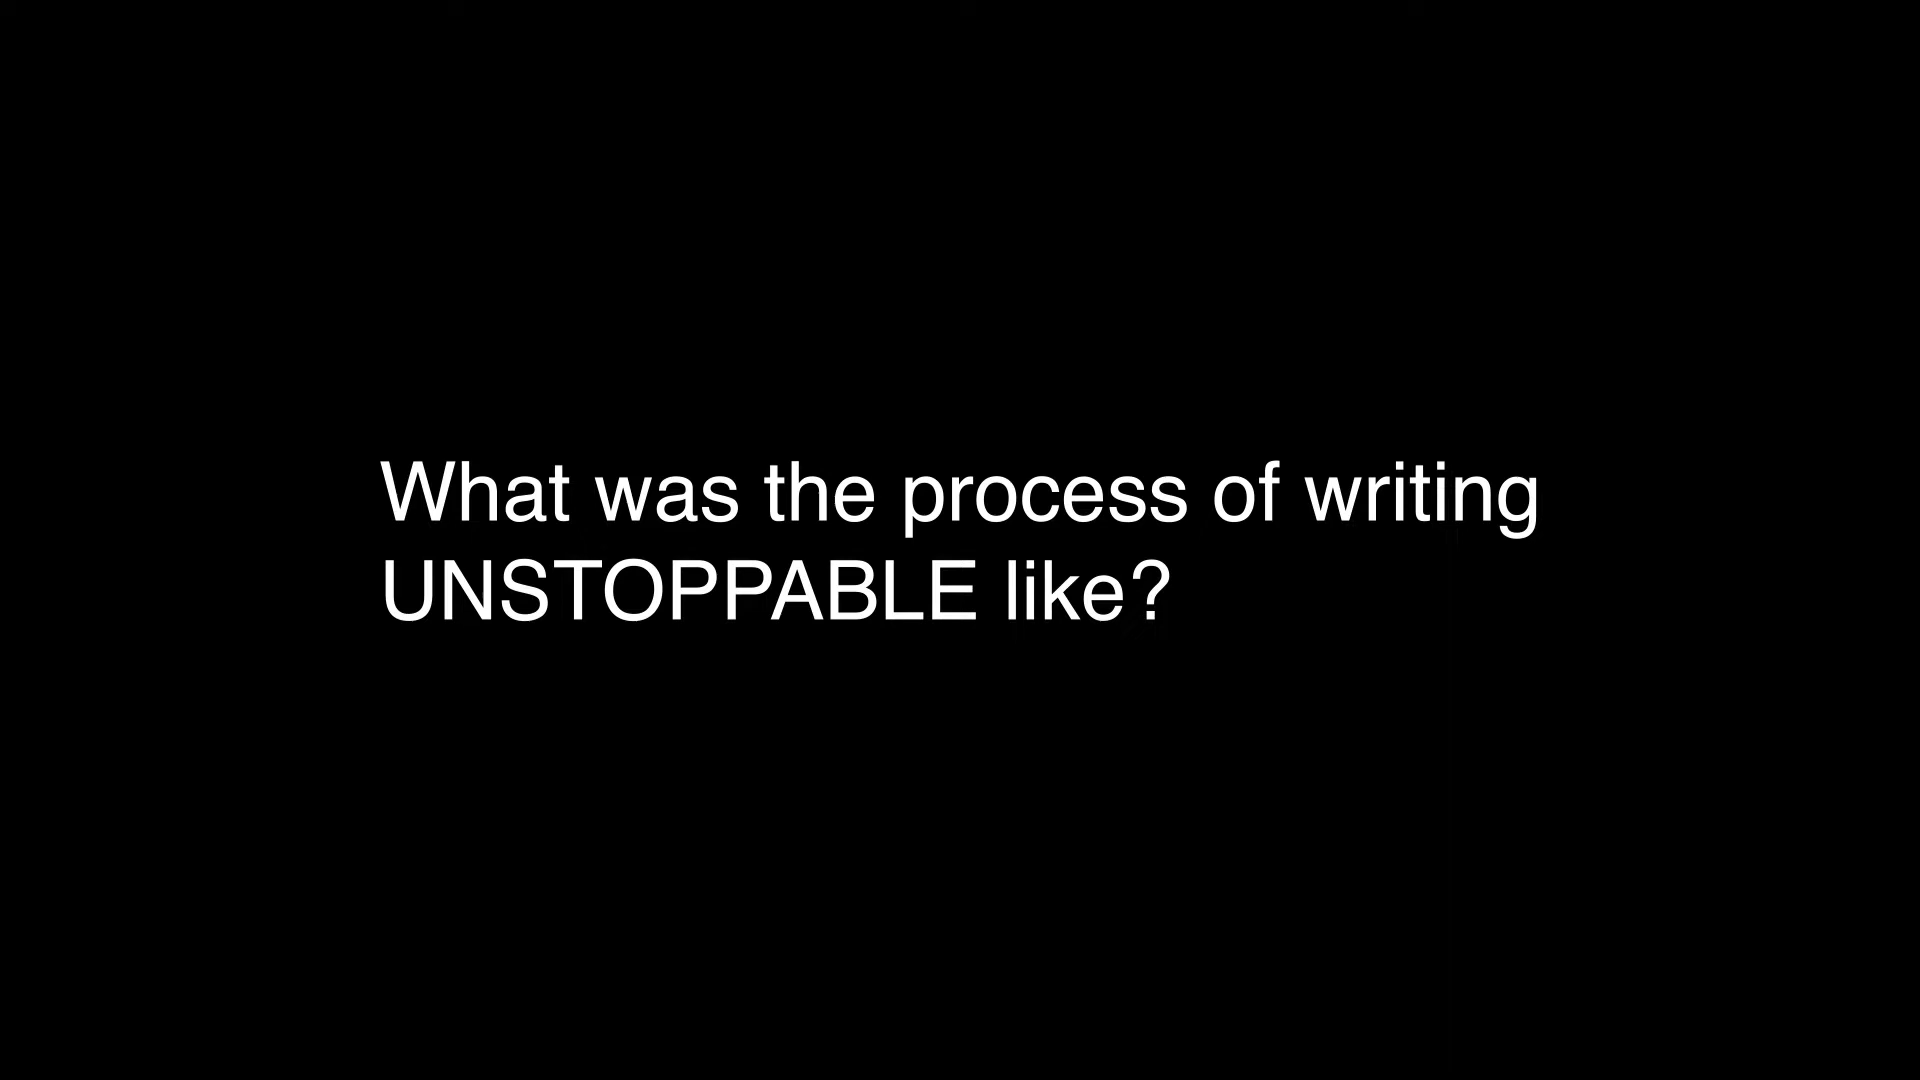 What was the process of writing
UNSTOPPABLE like?